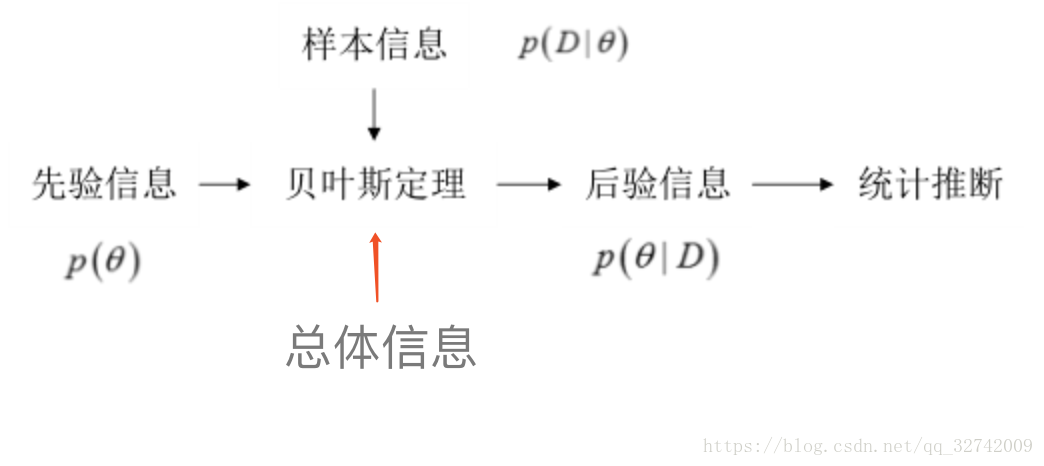 样本信息 p(D|θ)
先验信息 贝叶斯定理 后验信息 统计推断
p(θ) p(θ|D)
总体信息
https://blog.csdn.net/qq_32742009